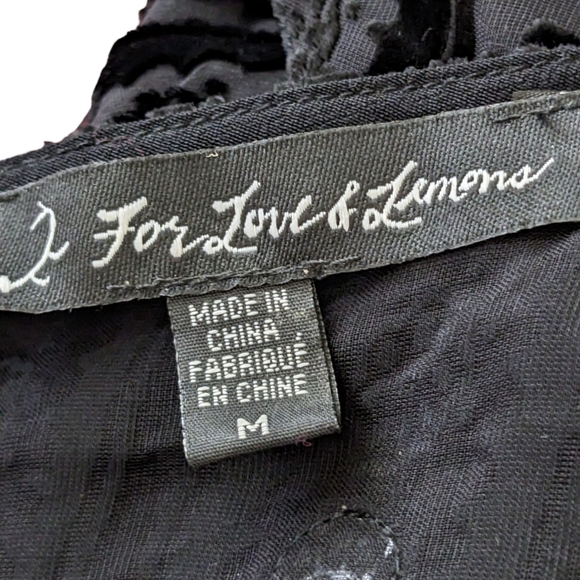 For Love & Lemons
MADE IN
CHINA
FABRIQUÉ
EN CHINE
M